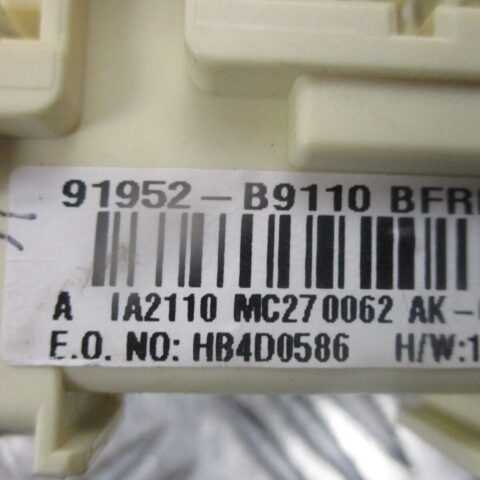 91952-B9110 BFR
A IA2110 MC270062 AK-
E.O. NO: HB4D0586 H/W:1